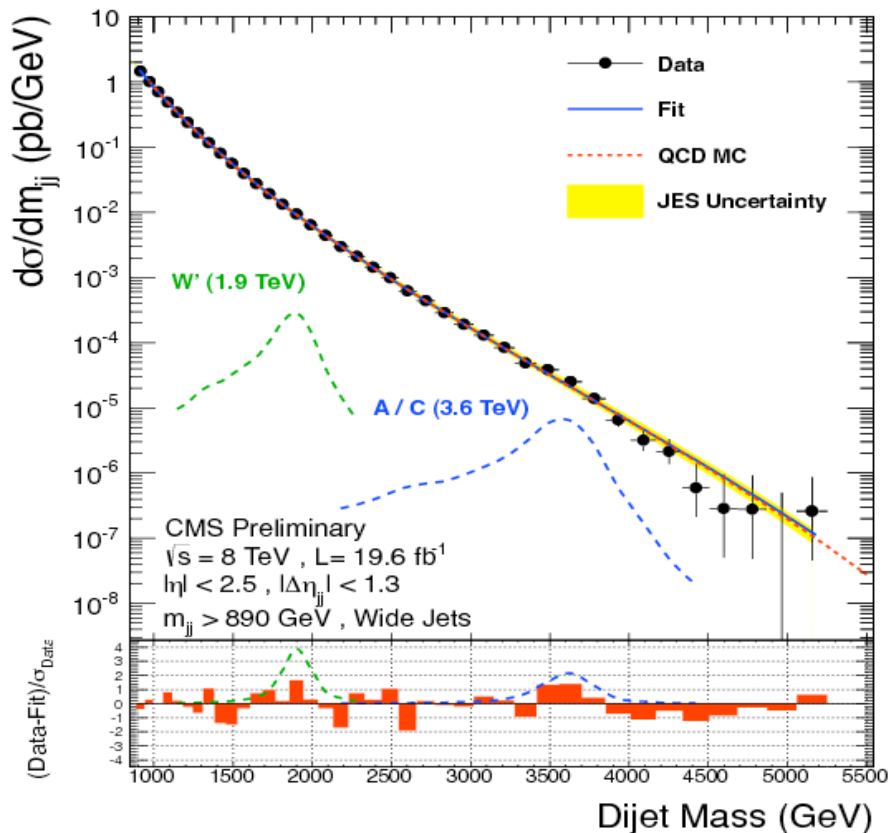 dσ/dm_jj (pb/GeV)
10
1
10^-1
10^-2
10^-3
10^-4
10^-5
10^-6
10^-7
10^-8
Data
Fit
QCD MC
JES Uncertainty
W' (1.9 TeV)
A / C (3.6 TeV)
CMS Preliminary
√s = 8 TeV , L= 19.6 fb^-1
|η| < 2.5 , |Δη_jj| < 1.3
m_jj > 890 GeV , Wide Jets
(Data-Fit)/σ_Data
4
3
2
1
0
-1
-2
-3
-4
1000 1500 2000 2500 3000 3500 4000 4500 5000 5500
Dijet Mass (GeV)